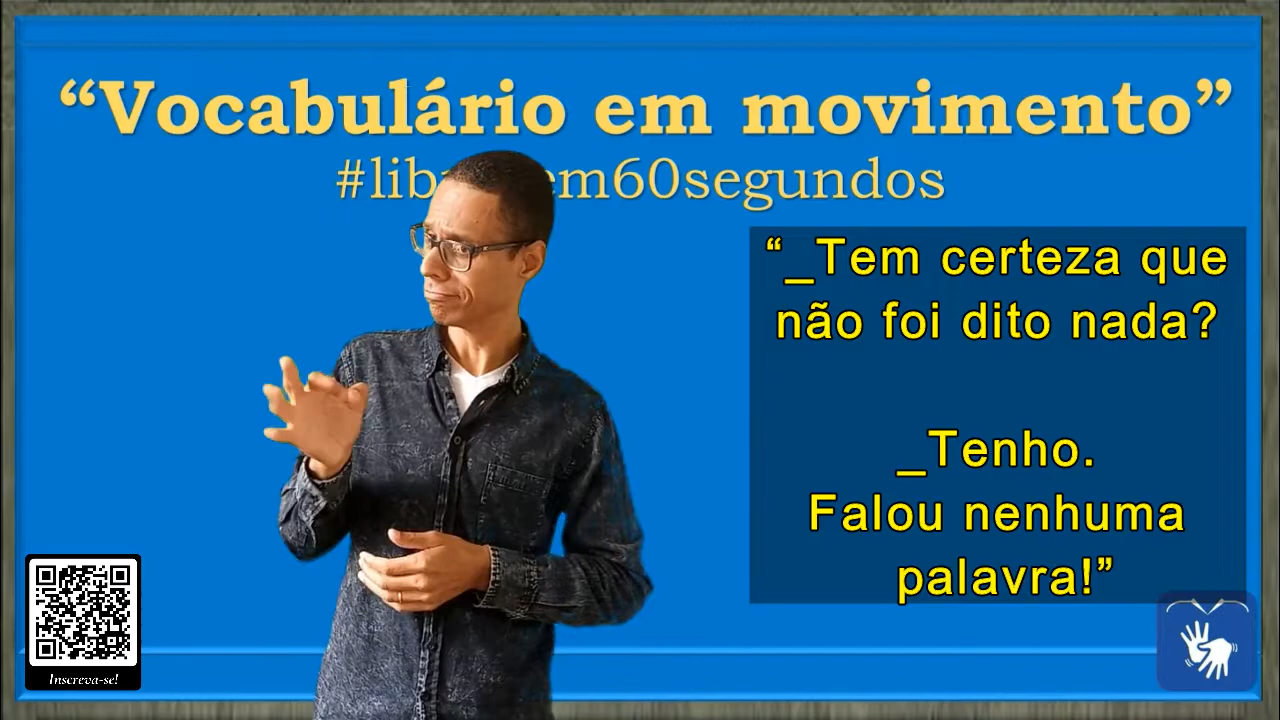 “Vocabulário em movimento”
#lib em60segundos
“_Tem certeza que
não foi dito nada?
_Tenho.
Falou nenhuma
palavra!”
Inscreva-se!